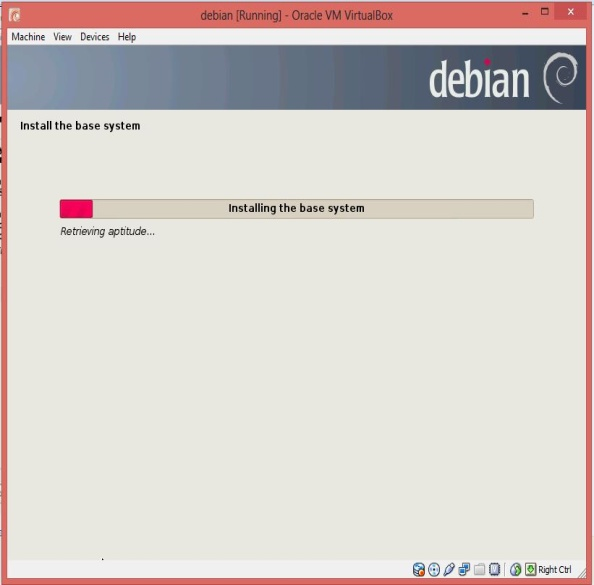 debian [Running] - Oracle VM VirtualBox
Machine View Devices Help
debian
Install the base system
Installing the base system
Retrieving aptitude...
Right Ctrl